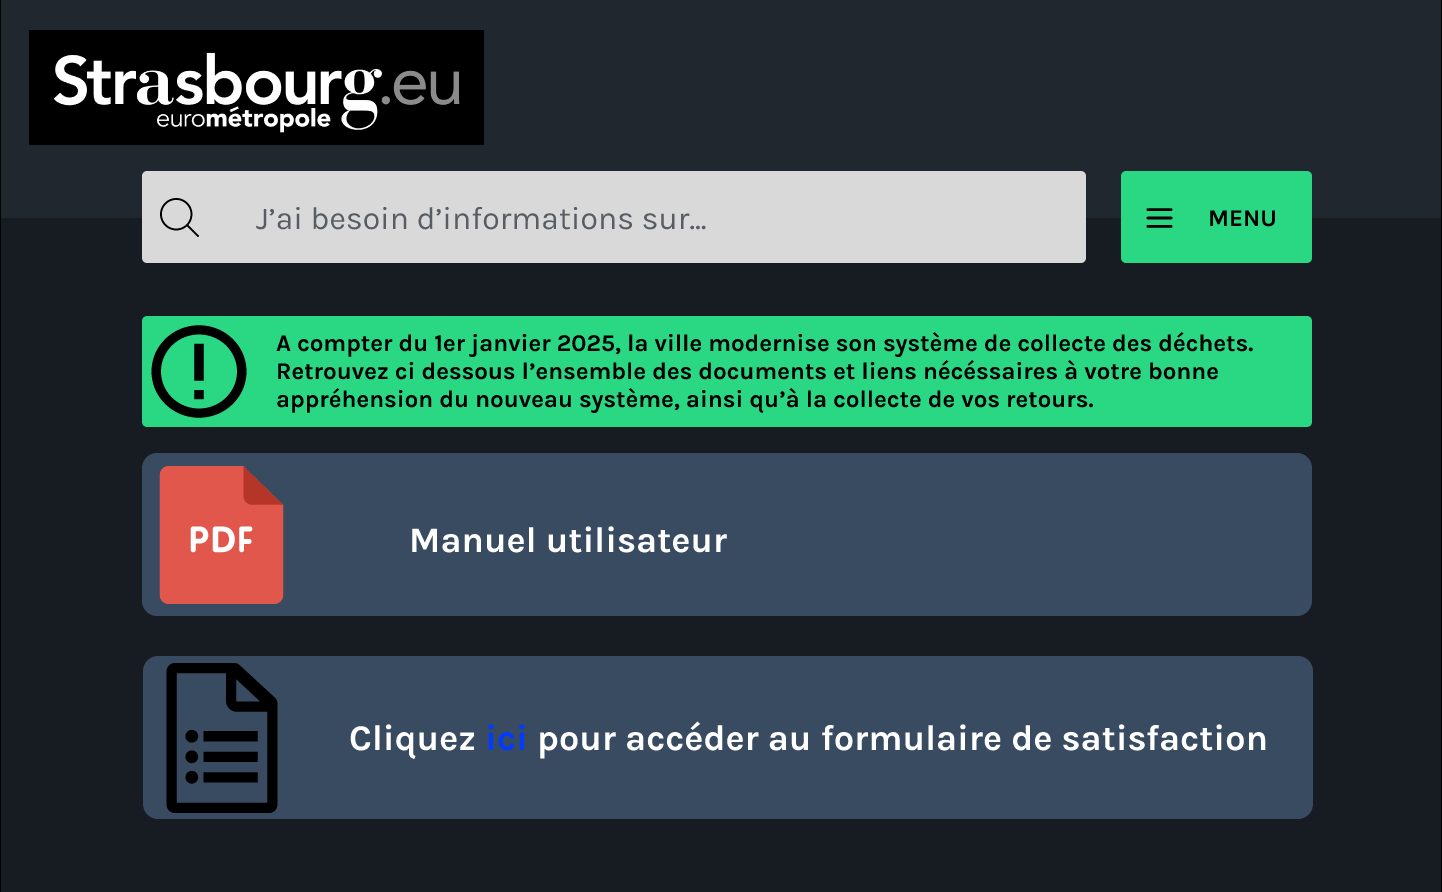 Strasbourg.eu
eurométropole
J’ai besoin d’informations sur...
MENU
A compter du 1er janvier 2025, la ville modernise son système de collecte des déchets.
Retrouvez ci dessous l’ensemble des documents et liens nécéssaires à votre bonne
appréhension du nouveau système, ainsi qu’à la collecte de vos retours.
PDF
Manuel utilisateur
Cliquez ici pour accéder au formulaire de satisfaction